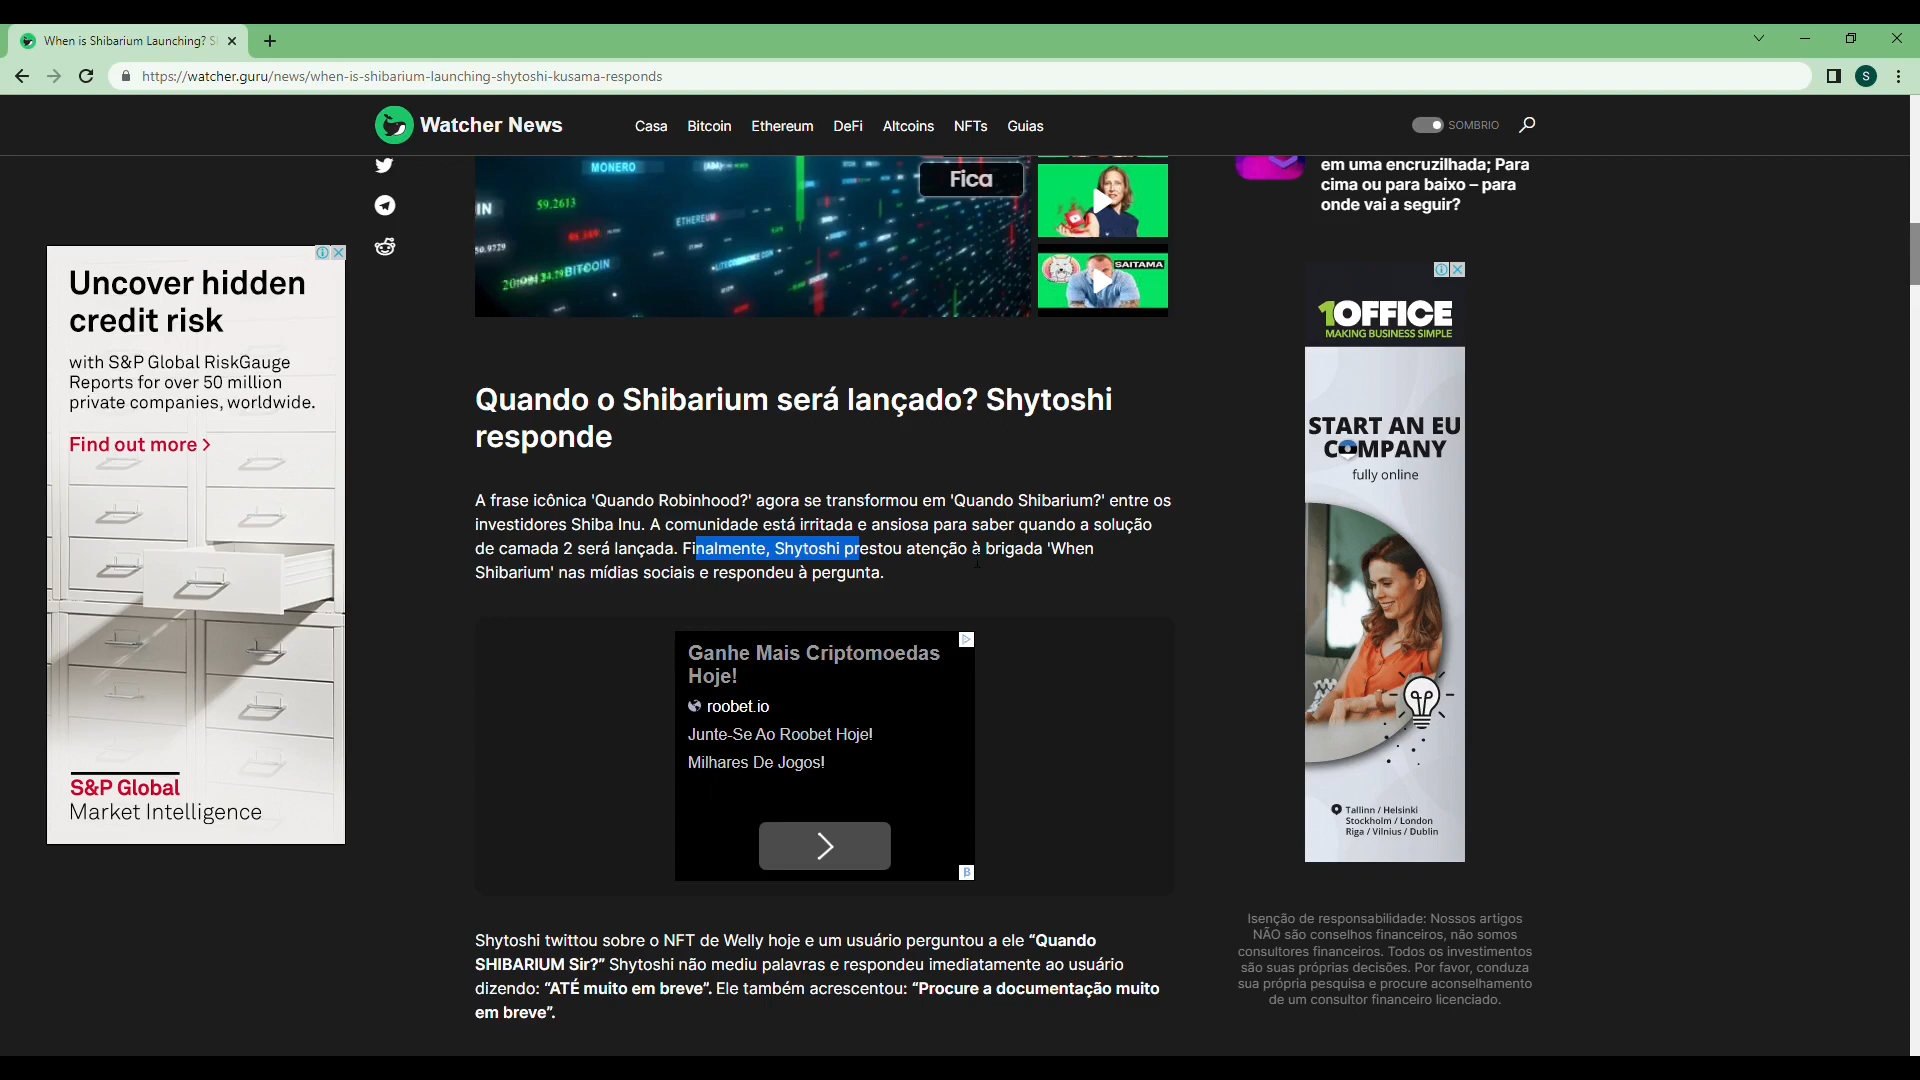 When is Shibarium Launching? S
https://watcher.guru/news/when-is-shibarium-launching-shytoshi-kusama-responds
S
Watcher News
Casa Bitcoin Ethereum DeFi Altcoins NFTs Guias
SOMBRIO
MONERO
Fica
IN
59.2613
ETHEREUM
50.9729
BITCOIN
SAITAMA
em uma encruzilhada; Para
cima ou para baixo – para
onde vai a seguir?
Uncover hidden
credit risk
with S&P Global RiskGauge
Reports for over 50 million
private companies, worldwide.
Find out more >
S&P Global
Market Intelligence
Quando o Shibarium será lançado? Shytoshi
responde
A frase icônica 'Quando Robinhood?' agora se transformou em 'Quando Shibarium?' entre os
investidores Shiba Inu. A comunidade está irritada e ansiosa para saber quando a solução
de camada 2 será lançada. Finalmente, Shytoshi prestou atenção à brigada 'When
Shibarium' nas mídias sociais e respondeu à pergunta.
Ganhe Mais Criptomoedas
Hoje!
roobet.io
Junte-Se Ao Roobet Hoje!
Milhares De Jogos!
Shytoshi twittou sobre o NFT de Welly hoje e um usuário perguntou a ele “Quando
SHIBARIUM Sir?” Shytoshi não mediu palavras e respondeu imediatamente ao usuário
dizendo: “ATÉ muito em breve”. Ele também acrescentou: “Procure a documentação muito
em breve”.
1OFFICE
MAKING BUSINESS SIMPLE
START AN EU
COMPANY
fully online
Tallinn / Helsinki
Stockholm / London
Riga / Vilnius / Dublin
Isenção de responsabilidade: Nossos artigos
NÃO são conselhos financeiros, não somos
consultores financeiros. Todos os investimentos
são suas próprias decisões. Por favor, conduza
sua própria pesquisa e procure aconselhamento
de um consultor financeiro licenciado.